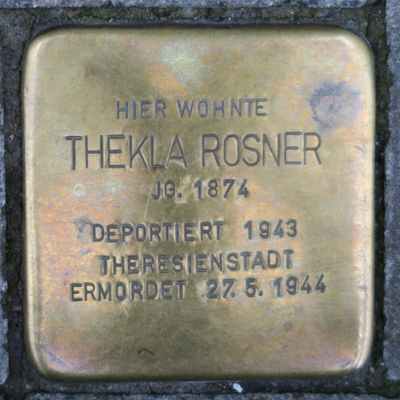 HIER WOHNTE
THEKLA ROSNER
JG. 1874
DEPORTIERT 1943
THERESIENSTADT
ERMORDET 27. 5. 1944